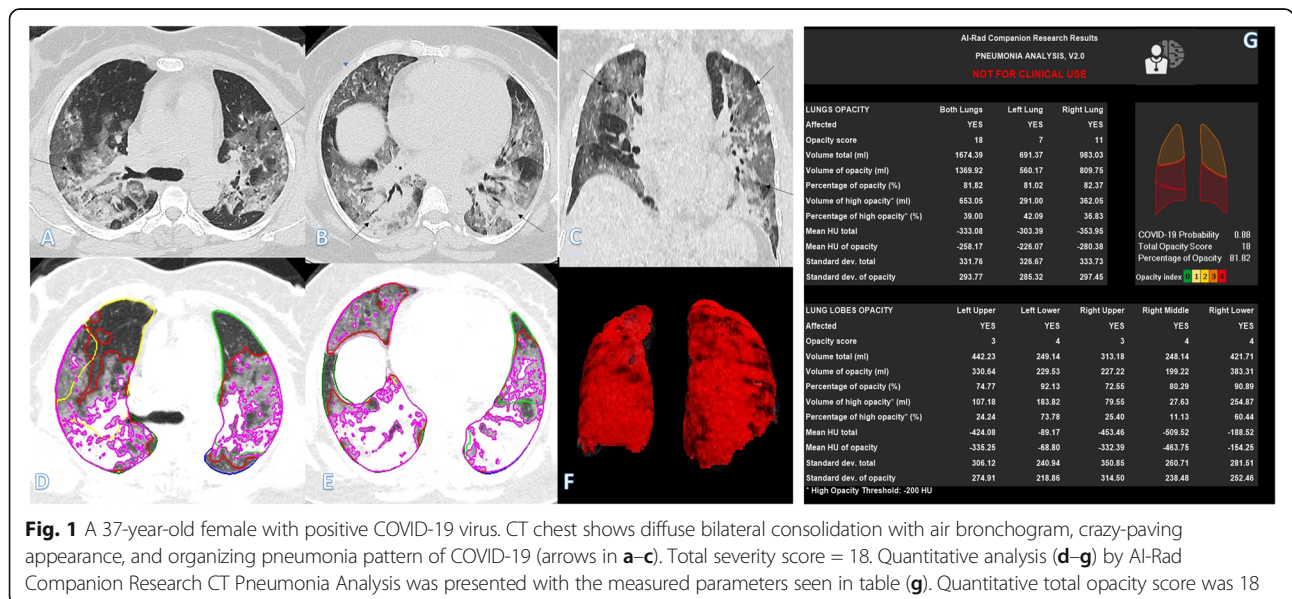 A
B
C
D
E
F
G
AI-Rad Companion Research Results
PNEUMONIA ANALYSIS, V2.0
NOT FOR CLINICAL USE
LUNGS OPACITY Both Lungs Left Lung Right Lung
Affected YES YES YES
Opacity score 18 7 11
Volume total (ml) 1674.39 691.37 983.03
Volume of opacity (ml) 1369.92 560.17 809.75
Percentage of opacity (%) 81.82 81.02 82.37
Volume of high opacity* (ml) 653.05 291.00 362.05
Percentage of high opacity* (%) 39.00 42.09 36.83
Mean HU total -333.08 -303.39 -353.95
Mean HU of opacity -258.17 -226.07 -280.38
Standard dev. total 331.76 326.67 333.73
Standard dev. of opacity 293.77 285.32 297.45
COVID-19 Probability 0.88
Total Opacity Score 18
Percentage of Opacity 81.82
Opacity index 0 1 2 3 4
LUNG LOBES OPACITY Left Upper Left Lower Right Upper Right Middle Right Lower
Affected YES YES YES YES YES
Opacity score 3 4 3 4 4
Volume total (ml) 442.23 249.14 313.18 248.14 421.71
Volume of opacity (ml) 330.64 229.53 227.22 199.22 383.31
Percentage of opacity (%) 74.77 92.13 72.55 80.29 90.89
Volume of high opacity* (ml) 107.18 183.82 79.55 27.63 254.87
Percentage of high opacity* (%) 24.24 73.78 25.40 11.13 60.44
Mean HU total -424.08 -89.17 -453.46 -509.52 -188.52
Mean HU of opacity -335.25 -68.80 -332.39 -463.75 -154.25
Standard dev. total 306.12 240.94 350.85 260.71 281.51
Standard dev. of opacity 274.91 218.86 314.50 238.48 252.46
* High Opacity Threshold: -200 HU
Fig. 1 A 37-year-old female with positive COVID-19 virus. CT chest shows diffuse bilateral consolidation with air bronchogram, crazy-paving
appearance, and organizing pneumonia pattern of COVID-19 (arrows in a–c). Total severity score = 18. Quantitative analysis (d–g) by AI-Rad
Companion Research CT Pneumonia Analysis was presented with the measured parameters seen in table (g). Quantitative total opacity score was 18